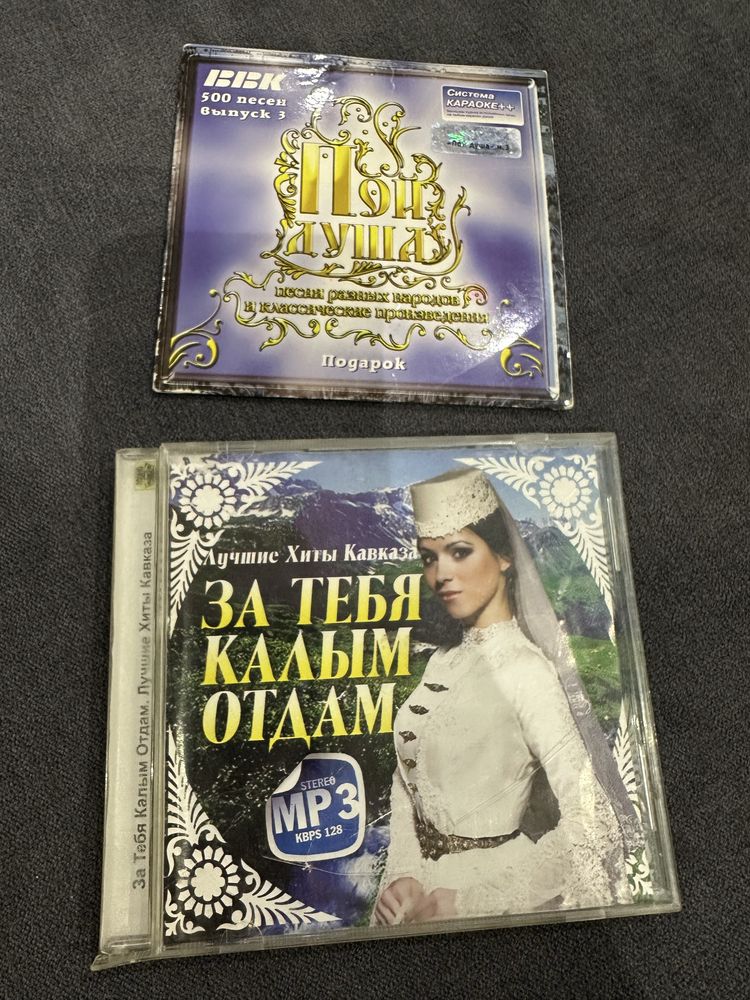 BBK
500 песен
выпуск 3
Система
КАРАОКЕ++
Пой
душа
песни разных народов
и классические произведения
Подарок
Лучшие Хиты Кавказа
ЗА ТЕБЯ
КАЛЫМ
ОТДАМ
STEREO
MP3
KBPS 128
За Тебя Калым Отдам. Лучшие Хиты Кавказа